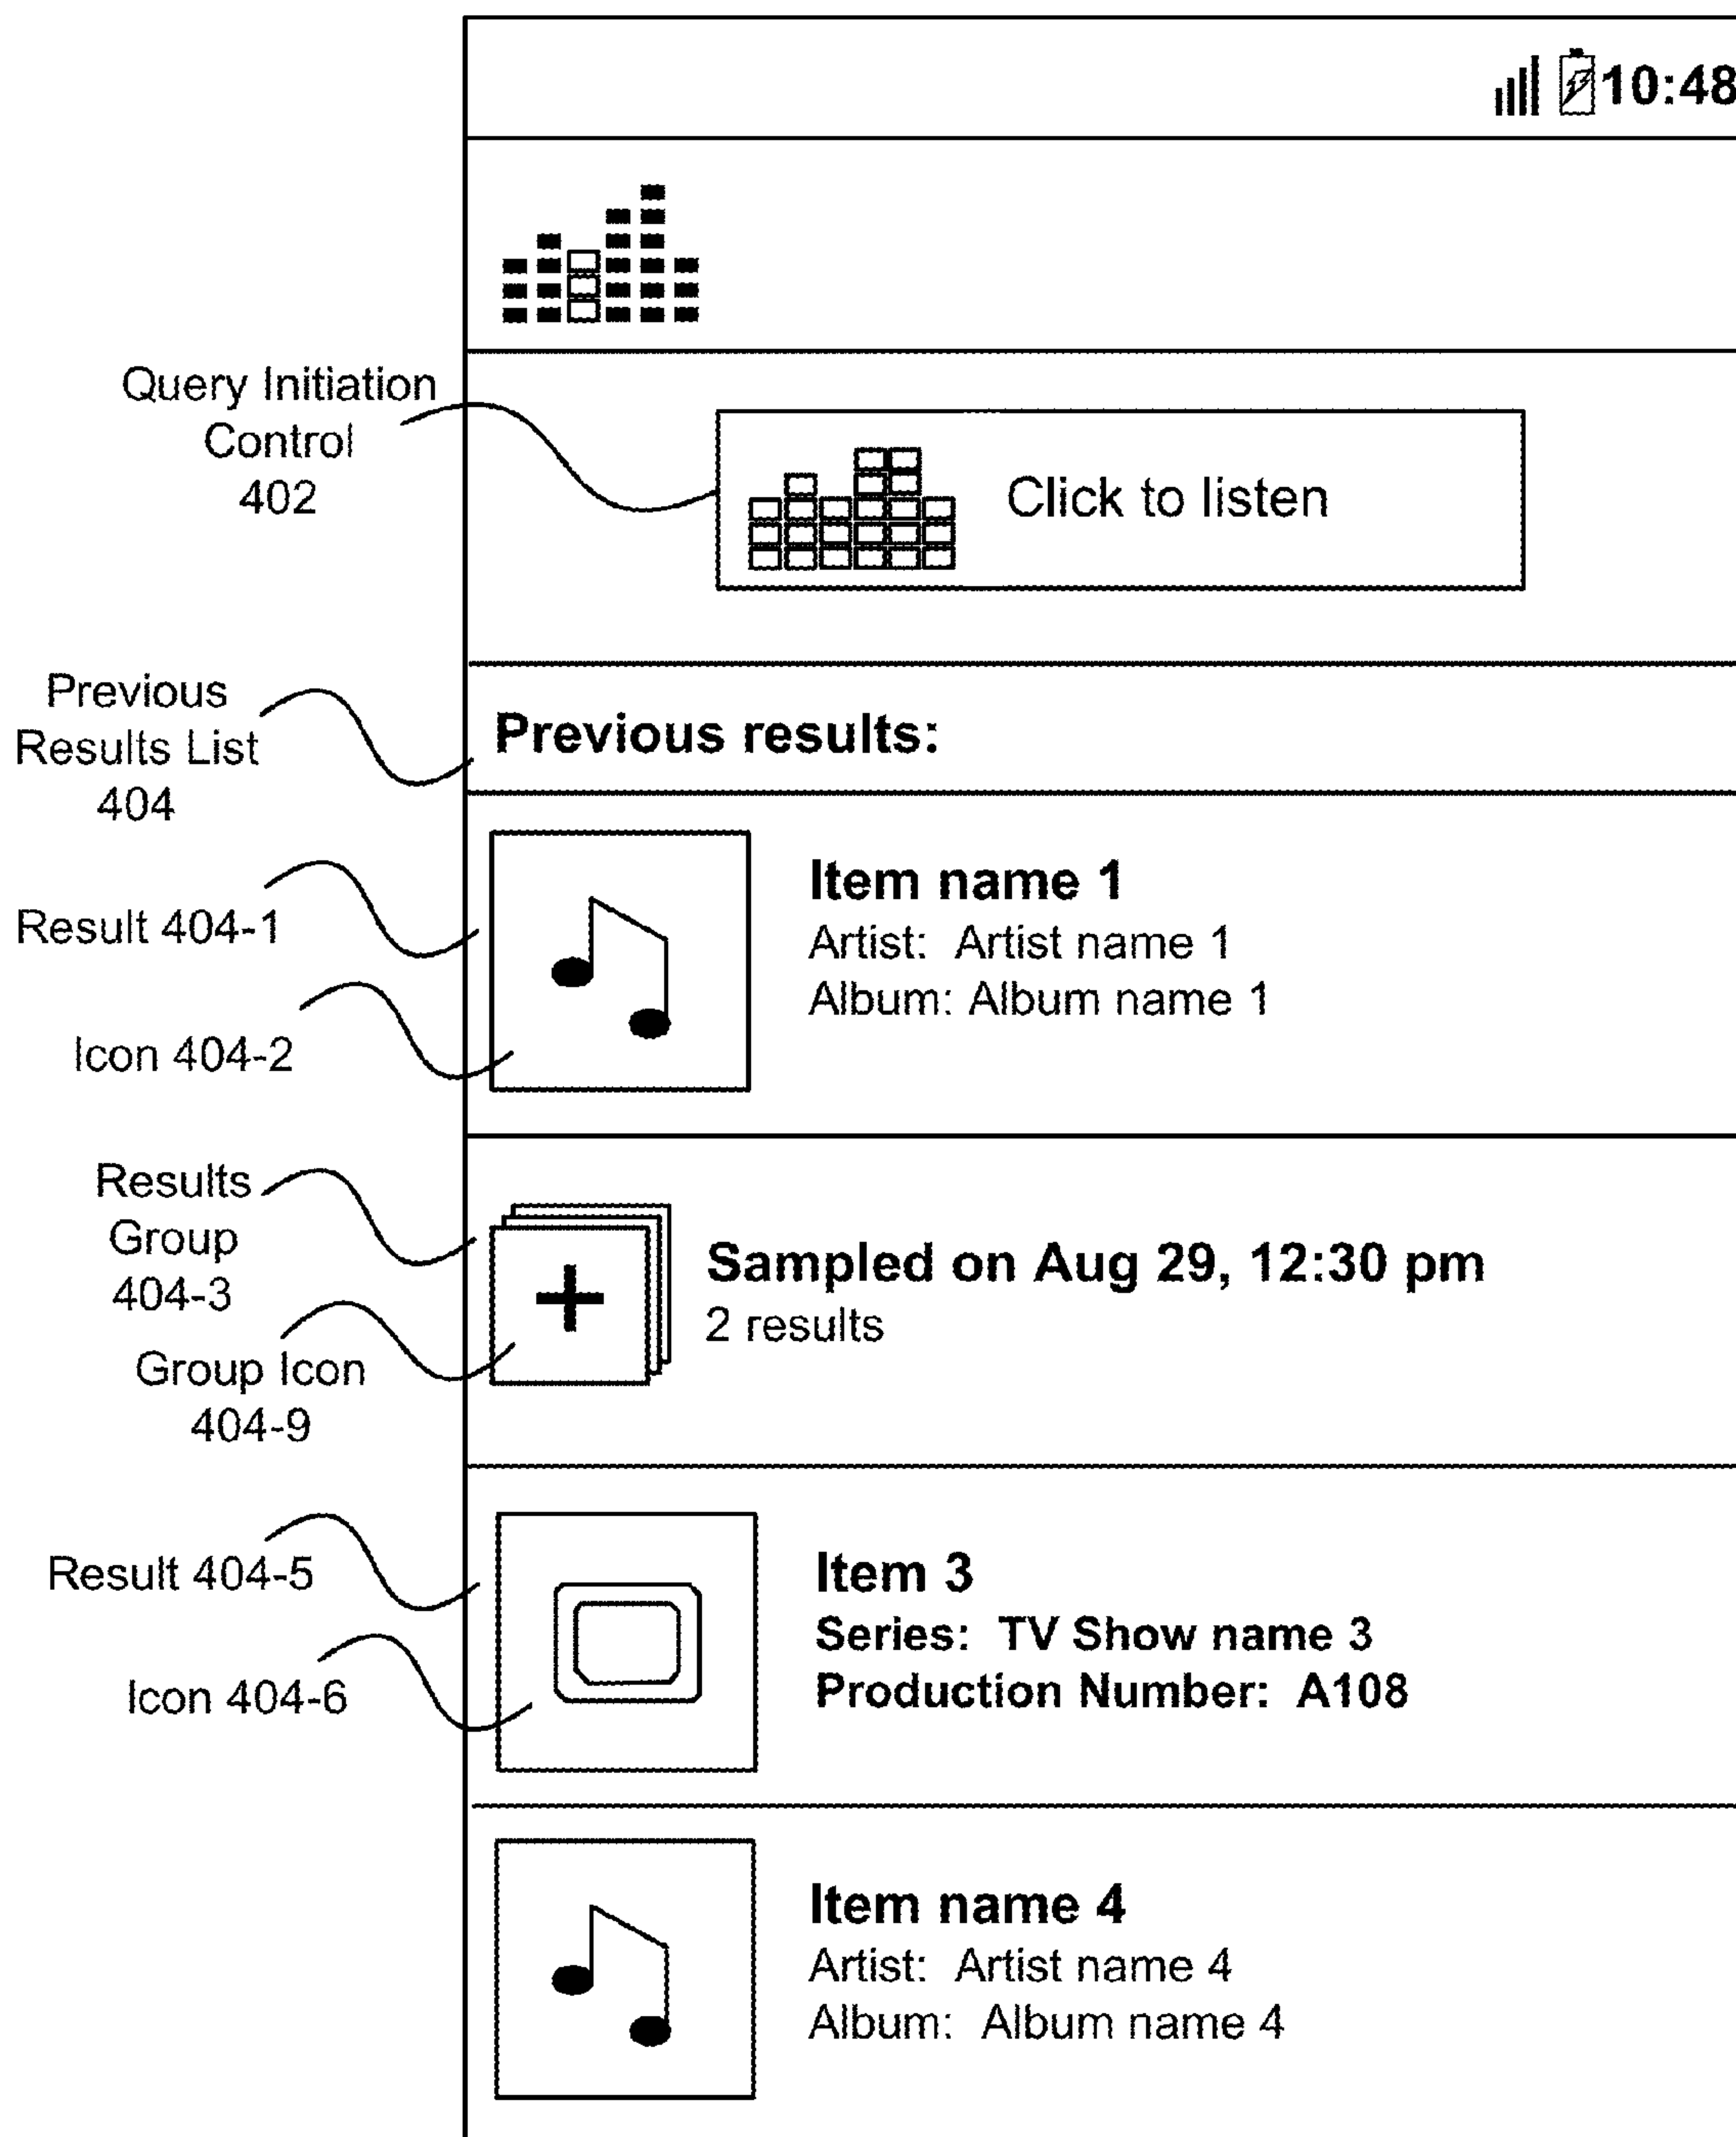 10:48
Query Initiation
Control
402
Click to listen
Previous
Results List
404
Previous results:
Result 404-1
Icon 404-2
Item name 1
Artist: Artist name 1
Album: Album name 1
Results
Group
404-3
Group Icon
404-9
Sampled on Aug 29, 12:30 pm
2 results
Result 404-5
Icon 404-6
Item 3
Series: TV Show name 3
Production Number: A108
Item name 4
Artist: Artist name 4
Album: Album name 4